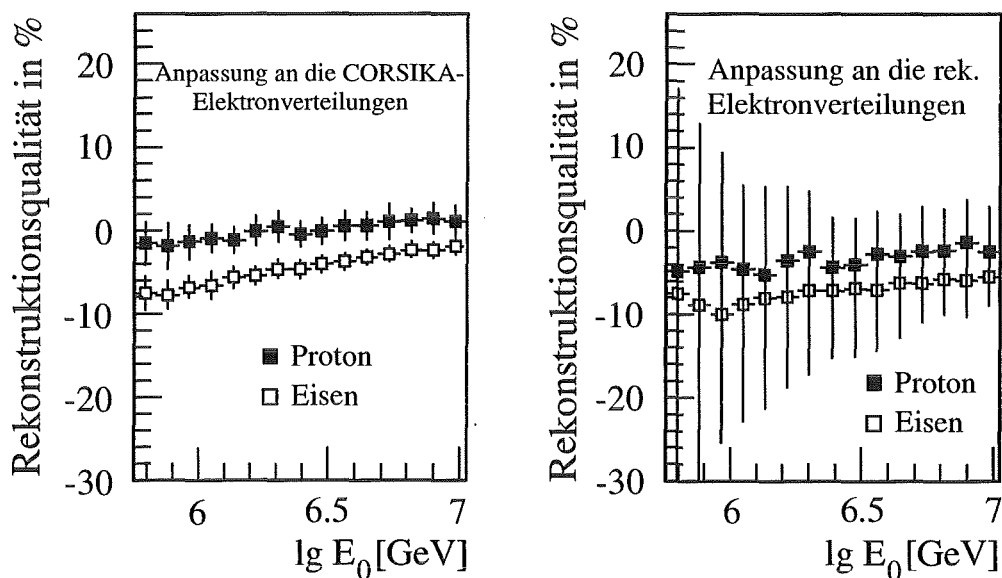 Rekonstruktionsqualität in %
20
10
0
-10
-20
-30
Anpassung an die CORSIKA-
Elektronverteilungen
Proton
Eisen
6
6.5
7
lg E₀ [GeV]
Rekonstruktionsqualität in %
20
10
0
-10
-20
-30
Anpassung an die rek.
Elektronverteilungen
Proton
Eisen
6
6.5
7
lg E₀ [GeV]